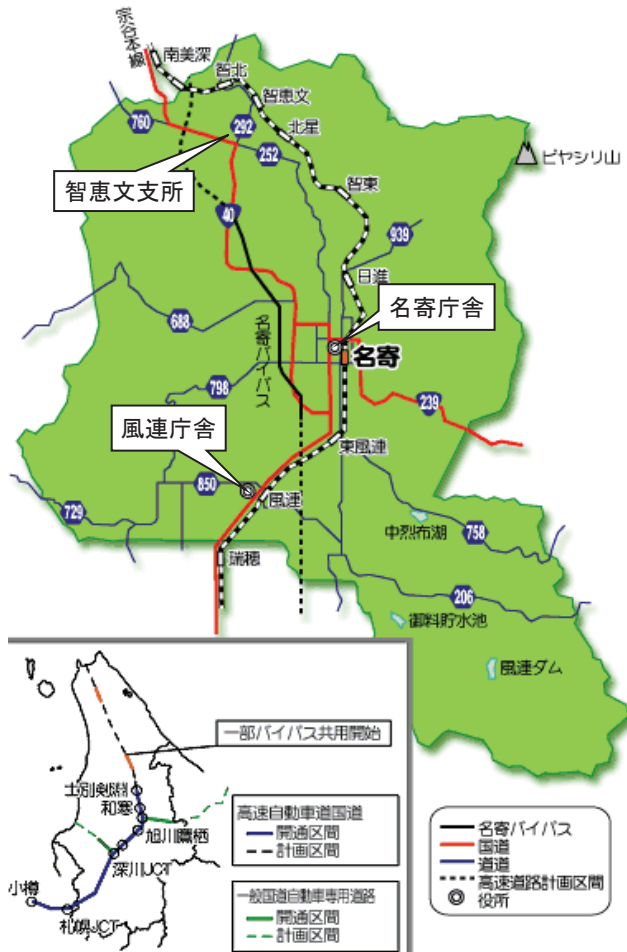 宗谷本線
南美深
智北
智恵文
北星
760
292
252
智東
ピヤシリ山
智恵文支所
40
939
日進
名寄庁舎
688
名寄バイパス
名寄
798
239
風連庁舎
東風連
850
風連
729
中烈布湖
758
瑞穂
206
御料貯水池
風連ダム
一部バイパス共用開始
士別剣淵
和寒
旭川鷹栖
深川JCT
小樽
札幌JCT
高速自動車道国道
開通区間
計画区間
一般国道自動車専用道路
開通区間
計画区間
名寄バイパス
国道
道道
高速道路計画区間
役所